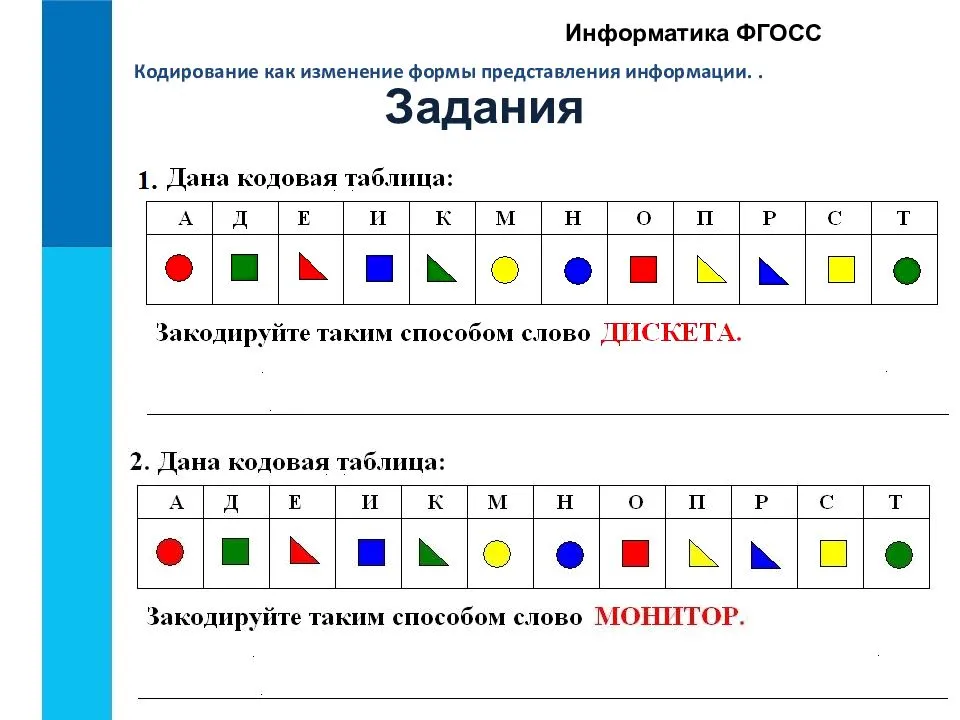 Информатика ФГОСС
Кодирование как изменение формы представления информации. .
Задания
1. Дана кодовая таблица:
А Д Е И К М Н О П Р С Т
Закодируйте таким способом слово ДИСКЕТА.
2. Дана кодовая таблица:
А Д Е И К М Н О П Р С Т
Закодируйте таким способом слово МОНИТОР.